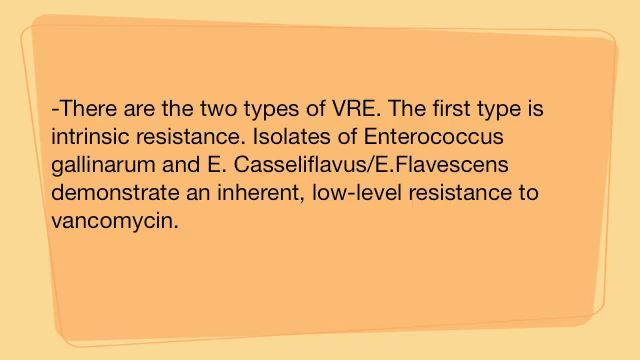 -There are the two types of VRE. The first type is
intrinsic resistance. Isolates of Enterococcus
gallinarum and E. Casseliflavus/E.Flavescens
demonstrate an inherent, low-level resistance to
vancomycin.